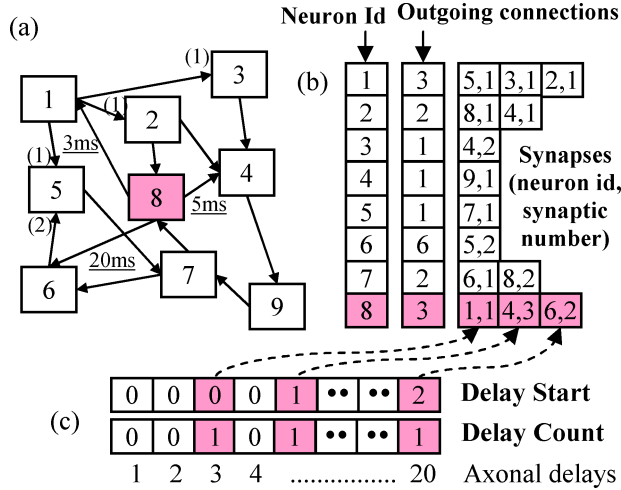 (a)
1
2
3
4
5
6
7
8
9
(1)
(1)
(1)
(2)
3ms
5ms
20ms
(b)
Neuron Id
Outgoing connections
1 3 5,1 3,1 2,1
2 2 8,1 4,1
3 1 4,2
4 1 9,1
5 1 7,1
6 6 5,2
7 2 6,1 8,2
8 3 1,1 4,3 6,2
Synapses
(neuron id,
synaptic
number)
(c)
0 0 0 0 1 •• •• 2 Delay Start
0 0 1 0 1 •• •• 1 Delay Count
1 2 3 4 ................ 20 Axonal delays